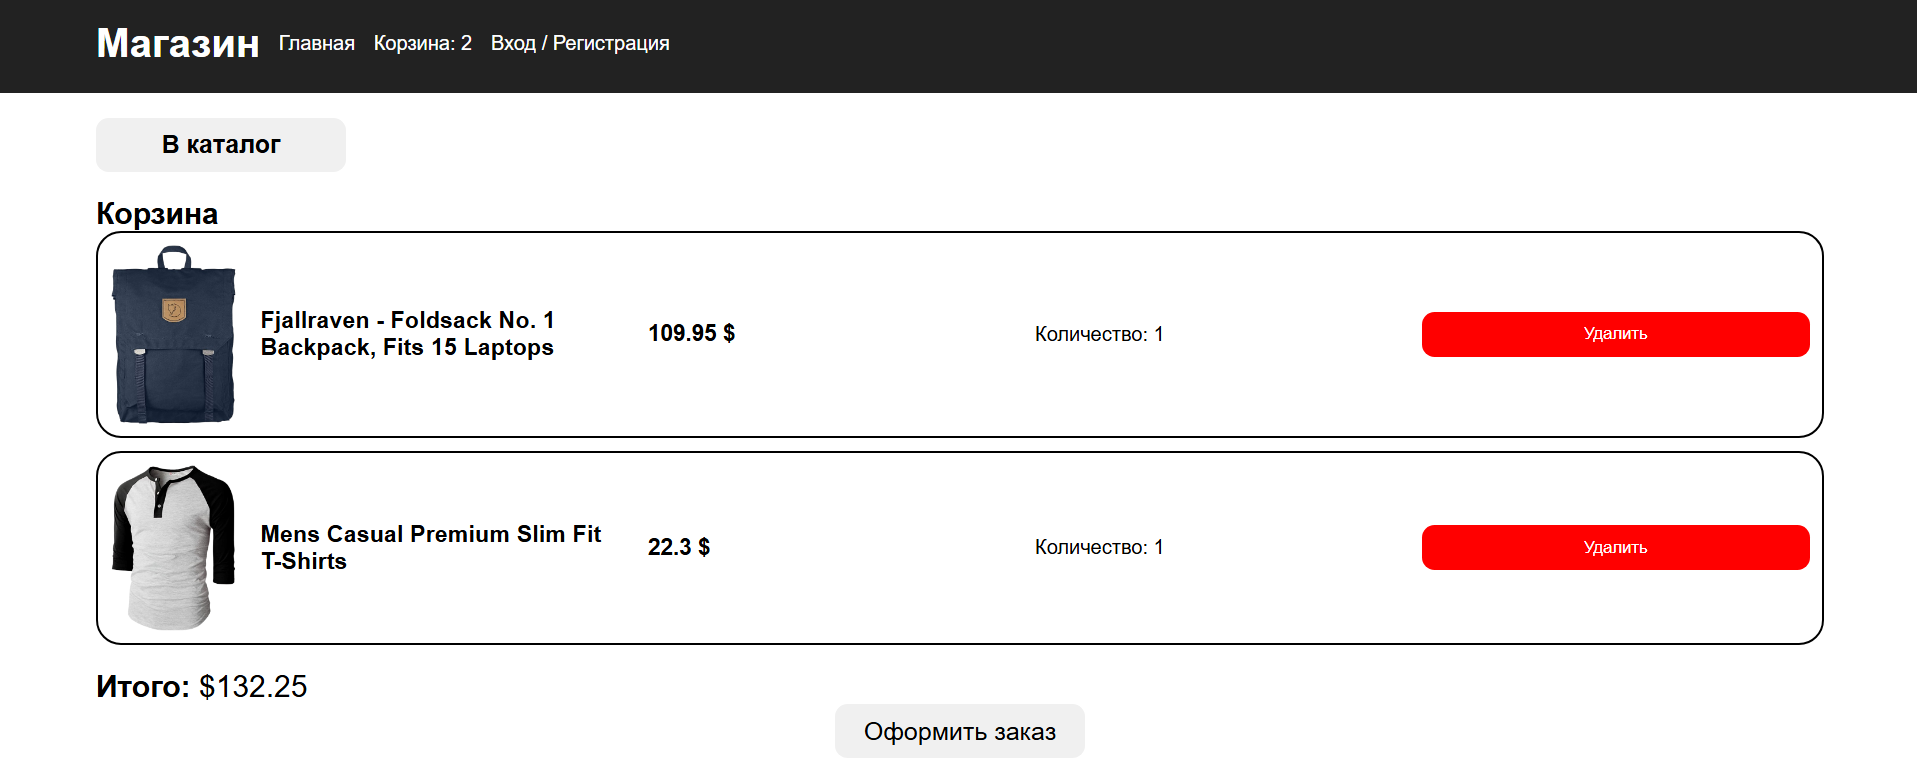 Магазин Главная Корзина: 2 Вход / Регистрация
В каталог
Корзина
Fjallraven - Foldsack No. 1
Backpack, Fits 15 Laptops
109.95 $
Количество: 1
Удалить
Mens Casual Premium Slim Fit
T-Shirts
22.3 $
Количество: 1
Удалить
Итого: $132.25
Оформить заказ